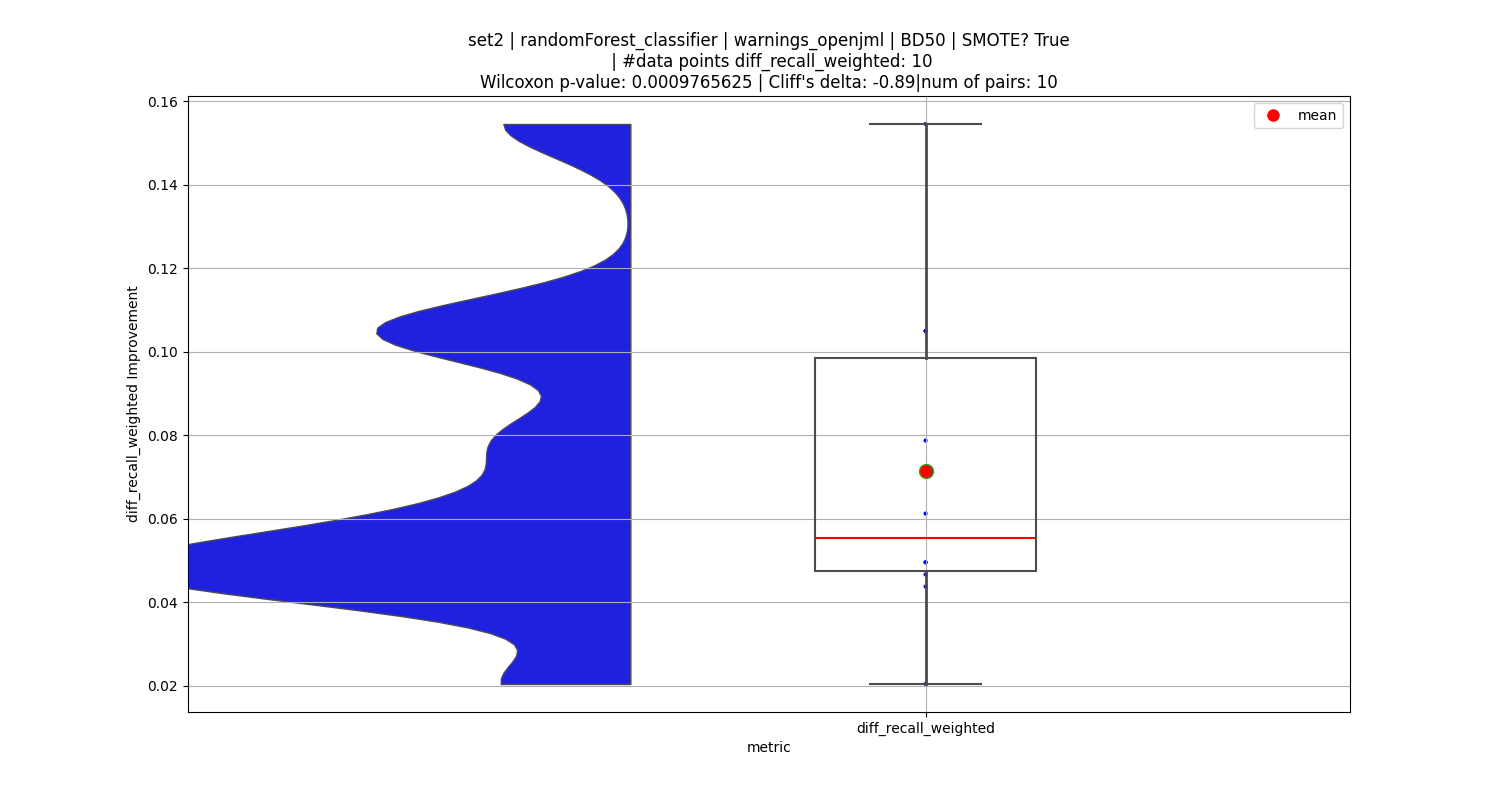 set2 | randomForest_classifier | warnings_openjml | BD50 | SMOTE? True
| #data points diff_recall_weighted: 10
Wilcoxon p-value: 0.0009765625 | Cliff's delta: -0.89|num of pairs: 10
mean
0.16
0.14
0.12
0.10
0.08
0.06
0.04
0.02
diff_recall_weighted Improvement
diff_recall_weighted
metric